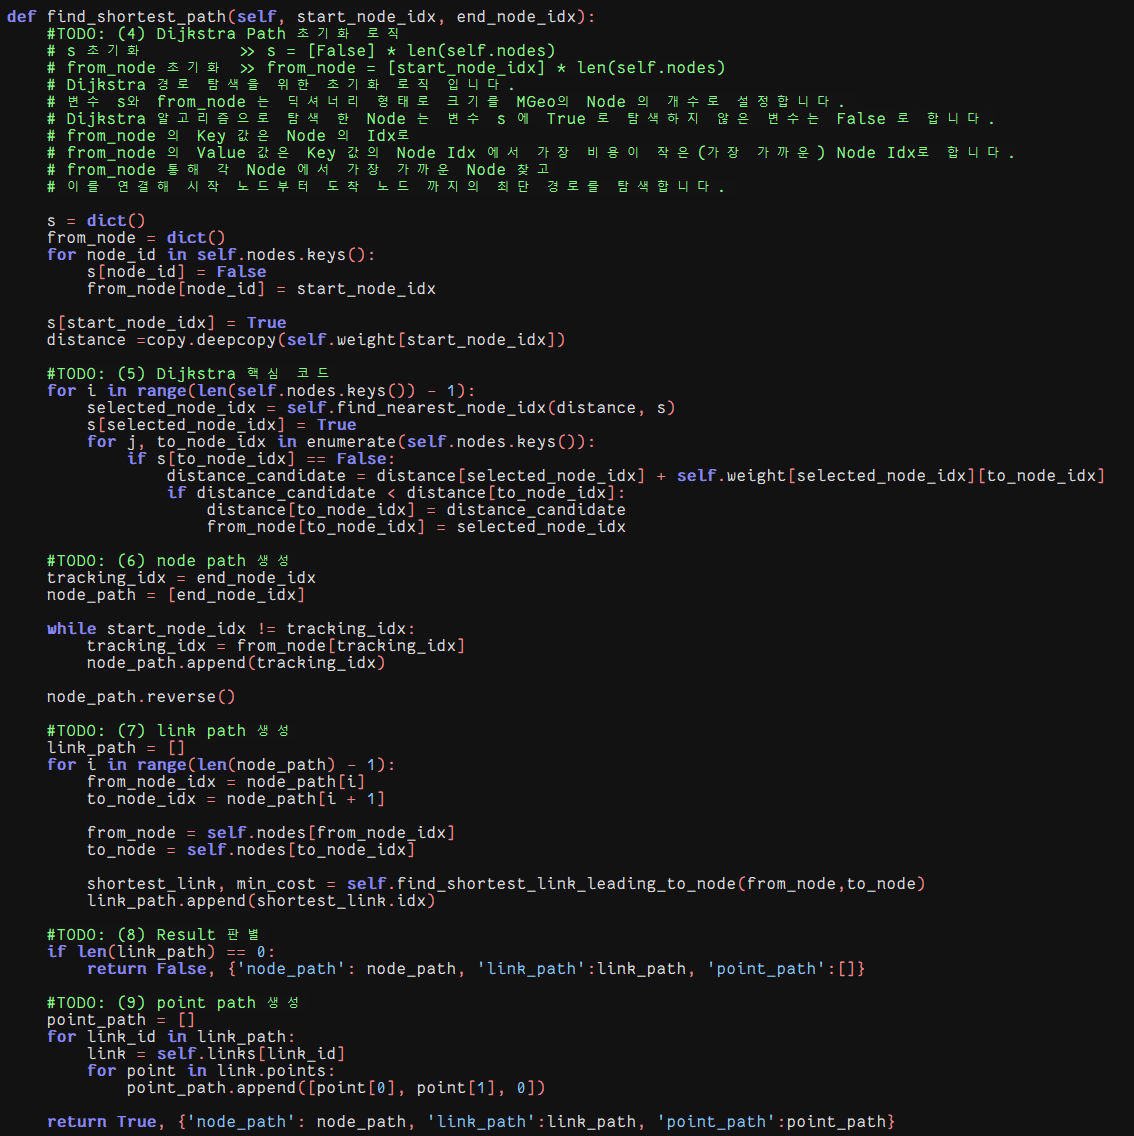 def find_shortest_path(self, start_node_idx, end_node_idx):
    #TODO: (4) Dijkstra Path 초기화 로직
    # s 초기화          >> s = [False] * len(self.nodes)
    # from_node 초기화  >> from_node = [start_node_idx] * len(self.nodes)
    # Dijkstra 경로 탐색을 위한 초기화 로직 입니다.
    # 변수 s와 from_node 는 딕셔너리 형태로 크기를 MGeo의 Node 의 개수로 설정합니다.
    # Dijkstra 알고리즘으로 탐색 한 Node 는 변수 s 에 True 로 탐색하지 않은 변수는 False 로 합니다.
    # from_node 의 Key 값은 Node 의 Idx로
    # from_node 의 Value 값은 Key 값의 Node Idx 에서 가장 비용이 작은(가장 가까운) Node Idx로 합니다.
    # from_node 통해 각 Node 에서 가장 가까운 Node 찾고
    # 이를 연결해 시작 노드부터 도착 노드 까지의 최단 경로를 탐색합니다.

    s = dict()
    from_node = dict()
    for node_id in self.nodes.keys():
        s[node_id] = False
        from_node[node_id] = start_node_idx

    s[start_node_idx] = True
    distance =copy.deepcopy(self.weight[start_node_idx])

    #TODO: (5) Dijkstra 핵심 코드
    for i in range(len(self.nodes.keys()) - 1):
        selected_node_idx = self.find_nearest_node_idx(distance, s)
        s[selected_node_idx] = True
        for j, to_node_idx in enumerate(self.nodes.keys()):
            if s[to_node_idx] == False:
                distance_candidate = distance[selected_node_idx] + self.weight[selected_node_idx][to_node_idx]
                if distance_candidate < distance[to_node_idx]:
                    distance[to_node_idx] = distance_candidate
                    from_node[to_node_idx] = selected_node_idx

    #TODO: (6) node path 생성
    tracking_idx = end_node_idx
    node_path = [end_node_idx]

    while start_node_idx != tracking_idx:
        tracking_idx = from_node[tracking_idx]
        node_path.append(tracking_idx)

    node_path.reverse()

    #TODO: (7) link path 생성
    link_path = []
    for i in range(len(node_path) - 1):
        from_node_idx = node_path[i]
        to_node_idx = node_path[i + 1]

        from_node = self.nodes[from_node_idx]
        to_node = self.nodes[to_node_idx]

        shortest_link, min_cost = self.find_shortest_link_leading_to_node(from_node,to_node)
        link_path.append(shortest_link.idx)

    #TODO: (8) Result 판별
    if len(link_path) == 0:
        return False, {'node_path': node_path, 'link_path':link_path, 'point_path':[]}

    #TODO: (9) point path 생성
    point_path = []
    for link_id in link_path:
        link = self.links[link_id]
        for point in link.points:
            point_path.append([point[0], point[1], 0])

    return True, {'node_path': node_path, 'link_path':link_path, 'point_path':point_path}